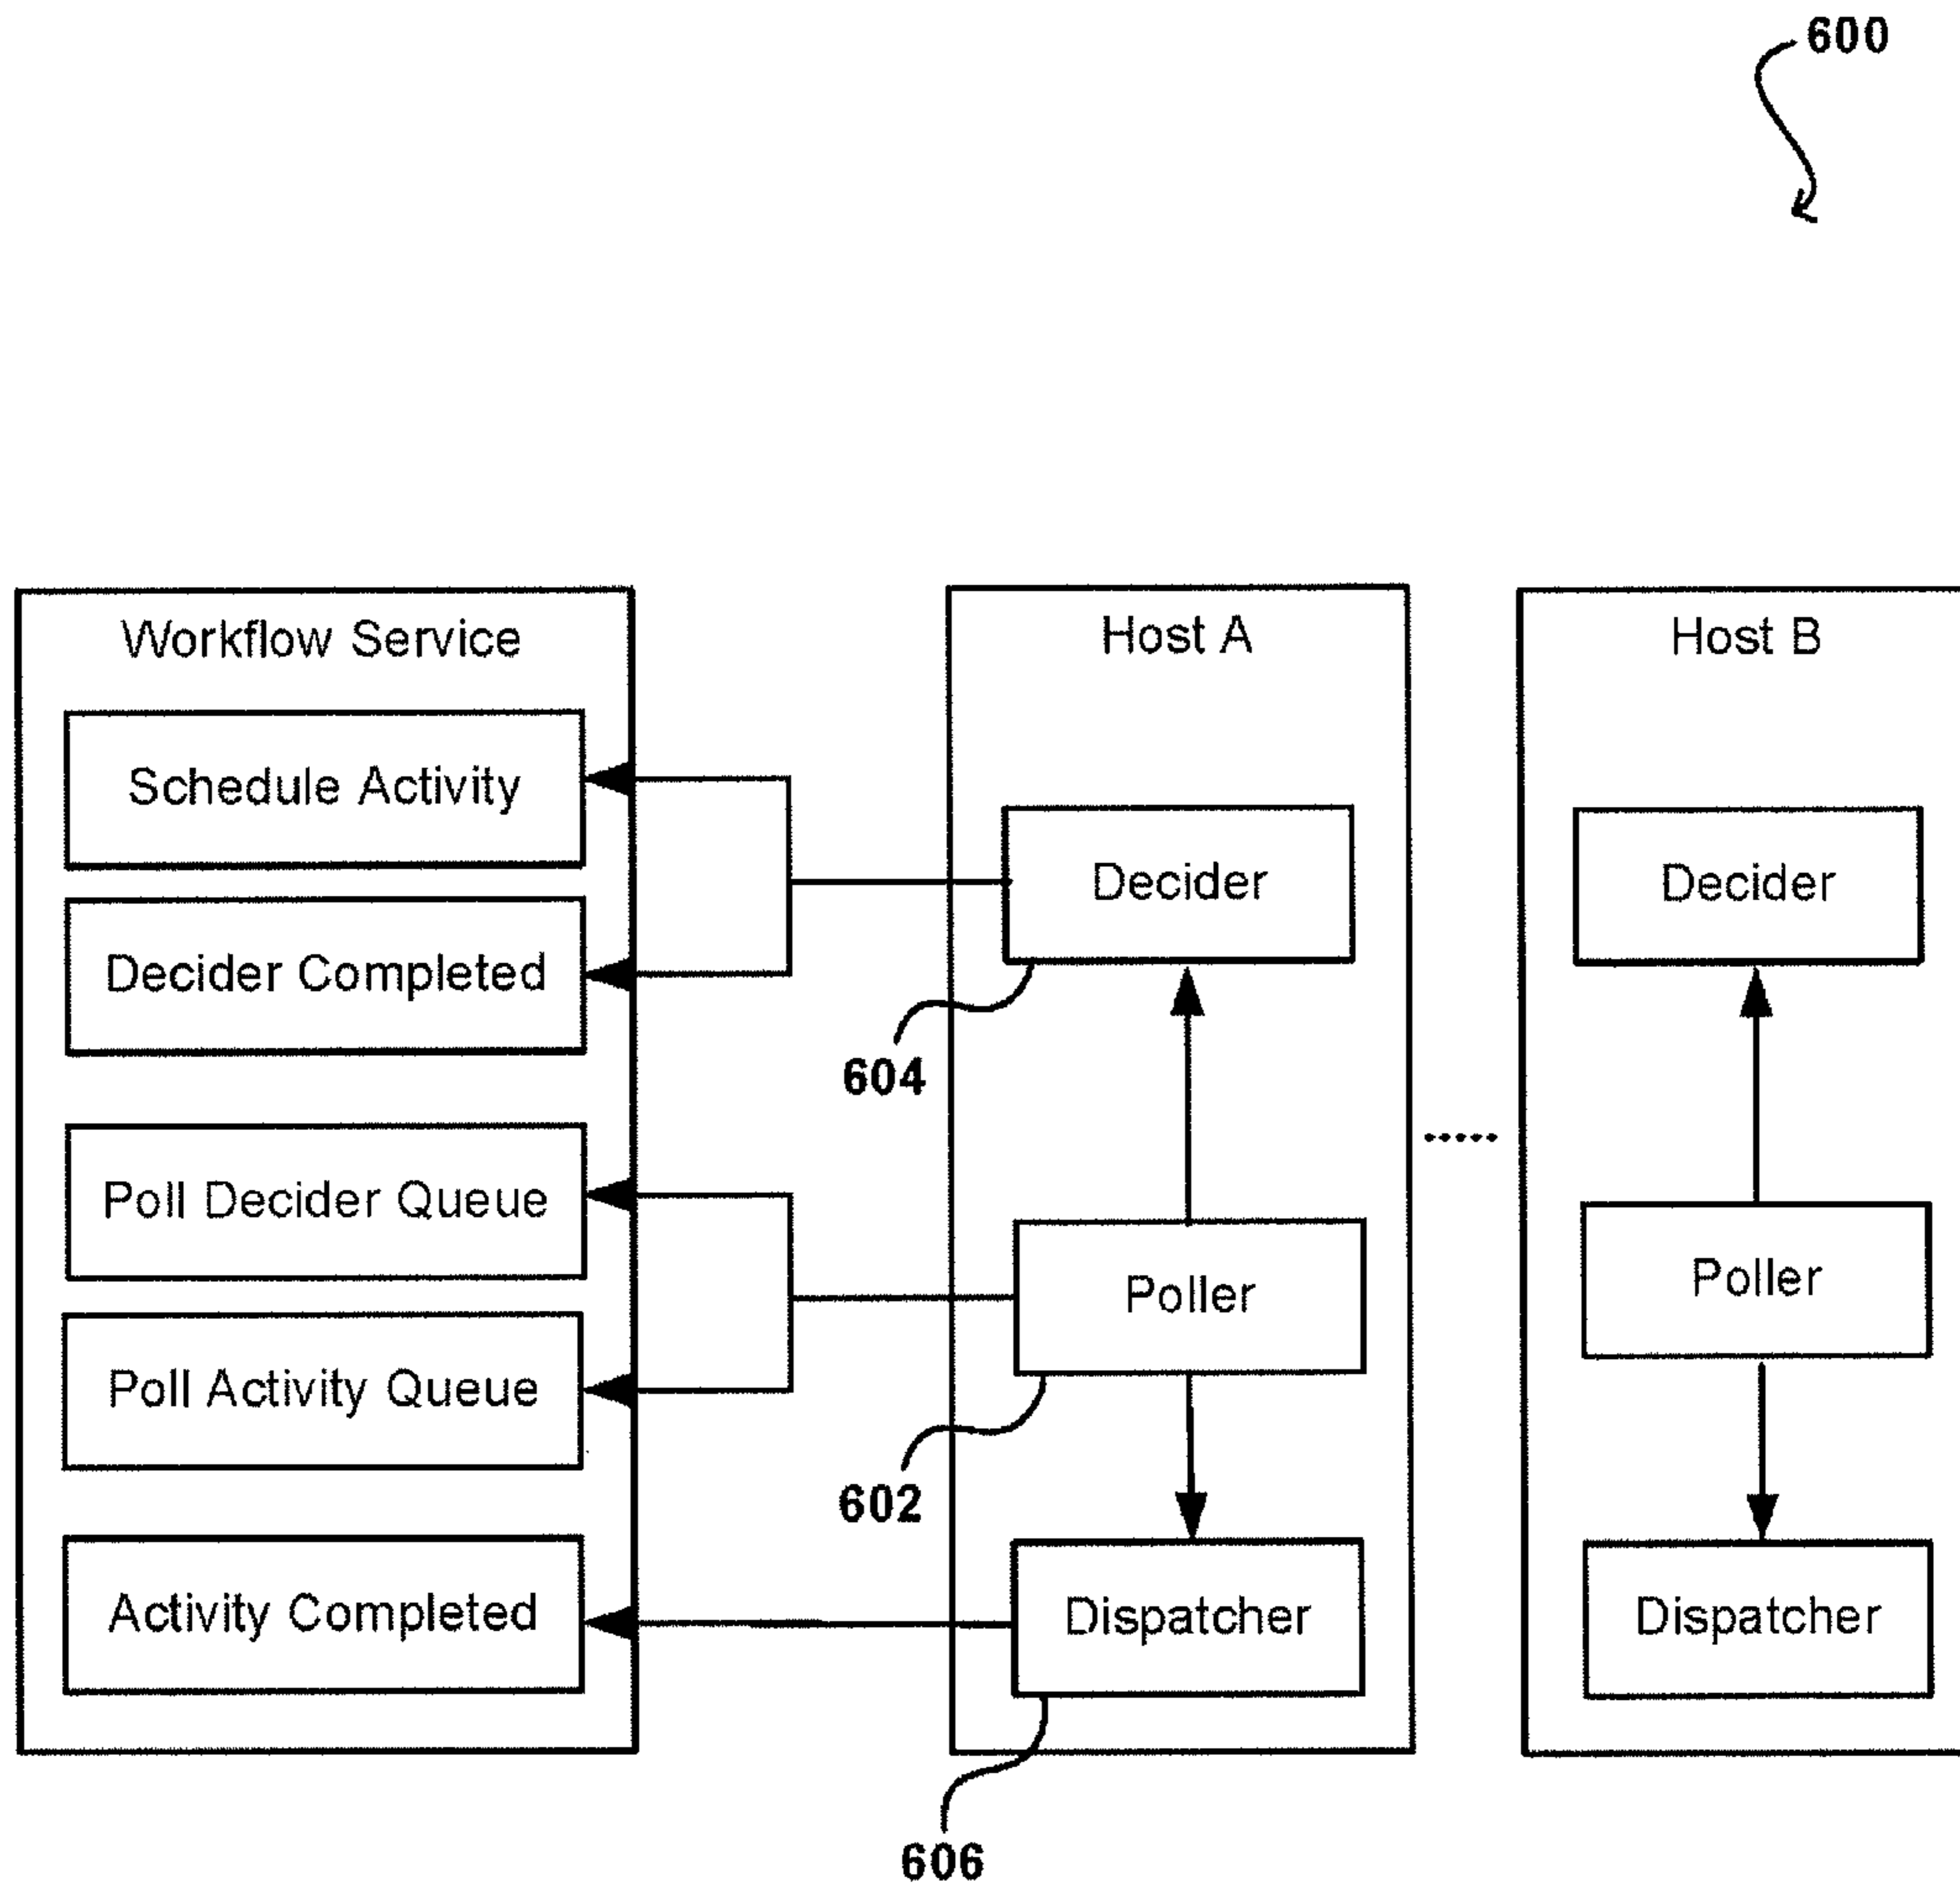 600
Workflow Service
Schedule Activity
Decider Completed
Poll Decider Queue
Poll Activity Queue
Activity Completed
Host A
Decider
604
Poller
602
Dispatcher
606
Host B
Decider
Poller
Dispatcher